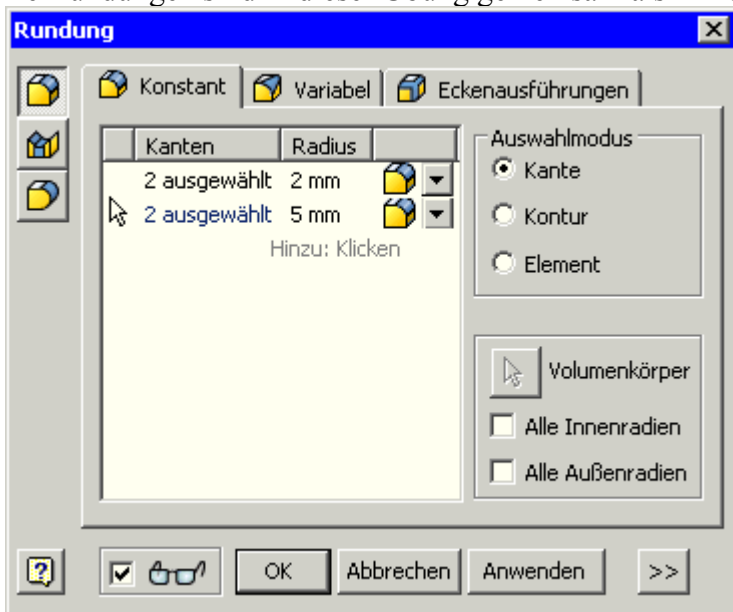 Rundung
Konstant Variabel Eckenausführungen
Kanten Radius
2 ausgewählt 2 mm
2 ausgewählt 5 mm
Hinzu: Klicken
Auswahlmodus
Kante
Kontur
Element
Volumenkörper
Alle Innenradien
Alle Außenradien
OK Abbrechen Anwenden >>